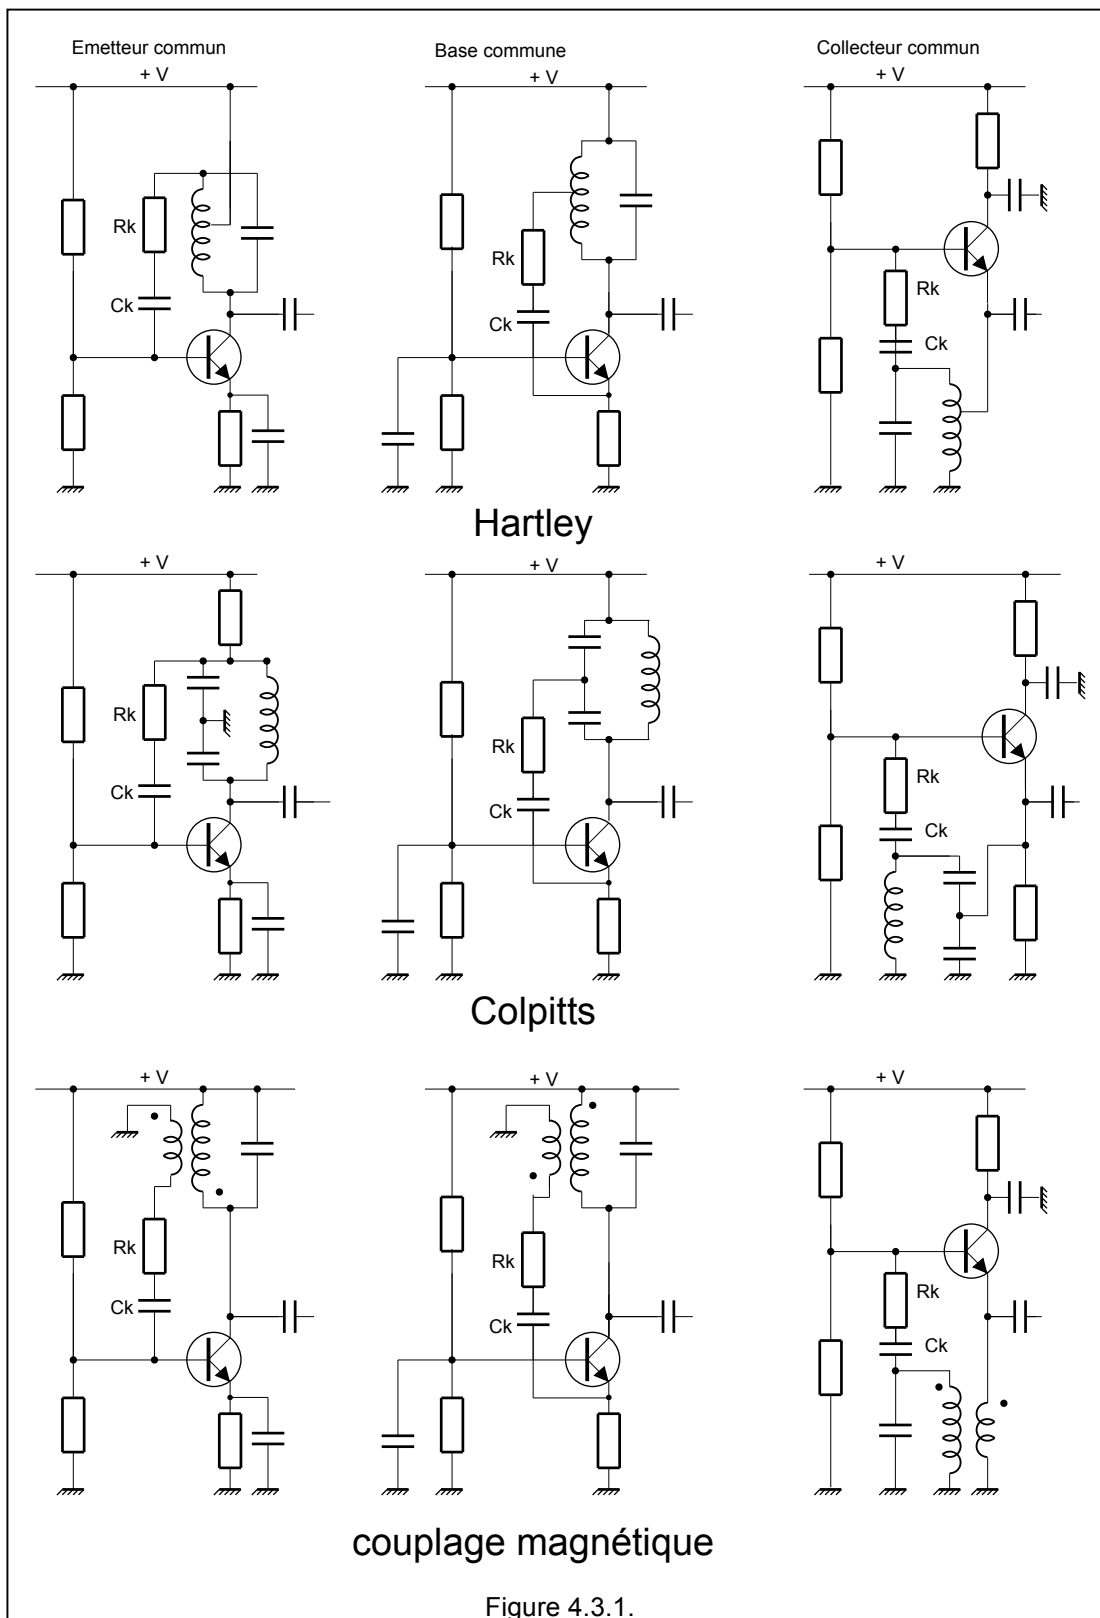 Emetteur commun
Base commune
Collecteur commun
+ V
+ V
+ V
Rk
Ck
Rk
Ck
Rk
Ck
Hartley
+ V
+ V
+ V
Rk
Ck
Rk
Ck
Rk
Ck
Colpitts
+ V
+ V
+ V
Rk
Ck
Rk
Ck
Rk
Ck
couplage magnétique
Figure 4.3.1.